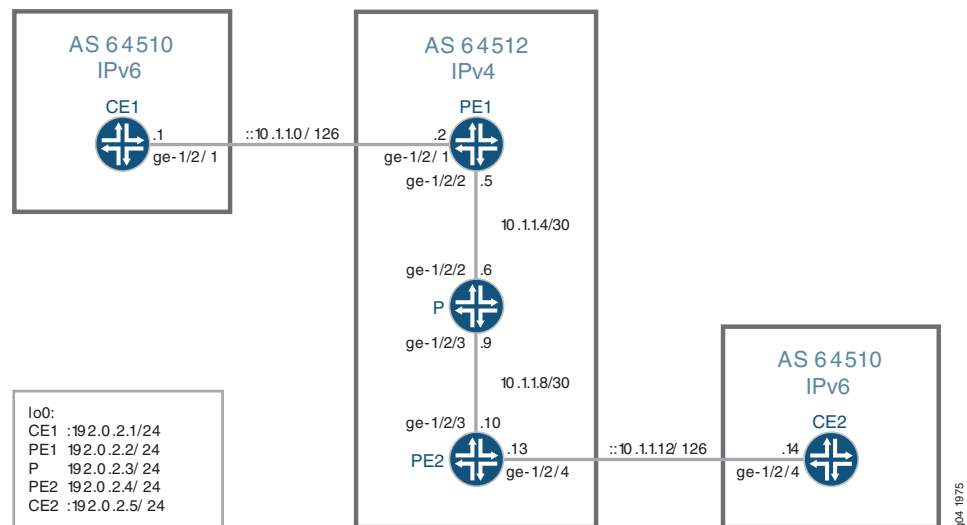 AS 64510
IPv6
CE1
.1
ge-1/2/1
::10.1.1.0/126
AS 64512
IPv4
PE1
.2
ge-1/2/1
ge-1/2/2
.5
10.1.1.4/30
ge-1/2/2
.6
P
ge-1/2/3
.9
10.1.1.8/30
ge-1/2/3
.10
PE2
.13
ge-1/2/4
::10.1.1.12/126
AS 64510
IPv6
CE2
.14
ge-1/2/4
lo0:
CE1 :192.0.2.1/24
PE1 192.0.2.2/24
P 192.0.2.3/24
PE2 192.0.2.4/24
CE2 :192.0.2.5/24
g041975